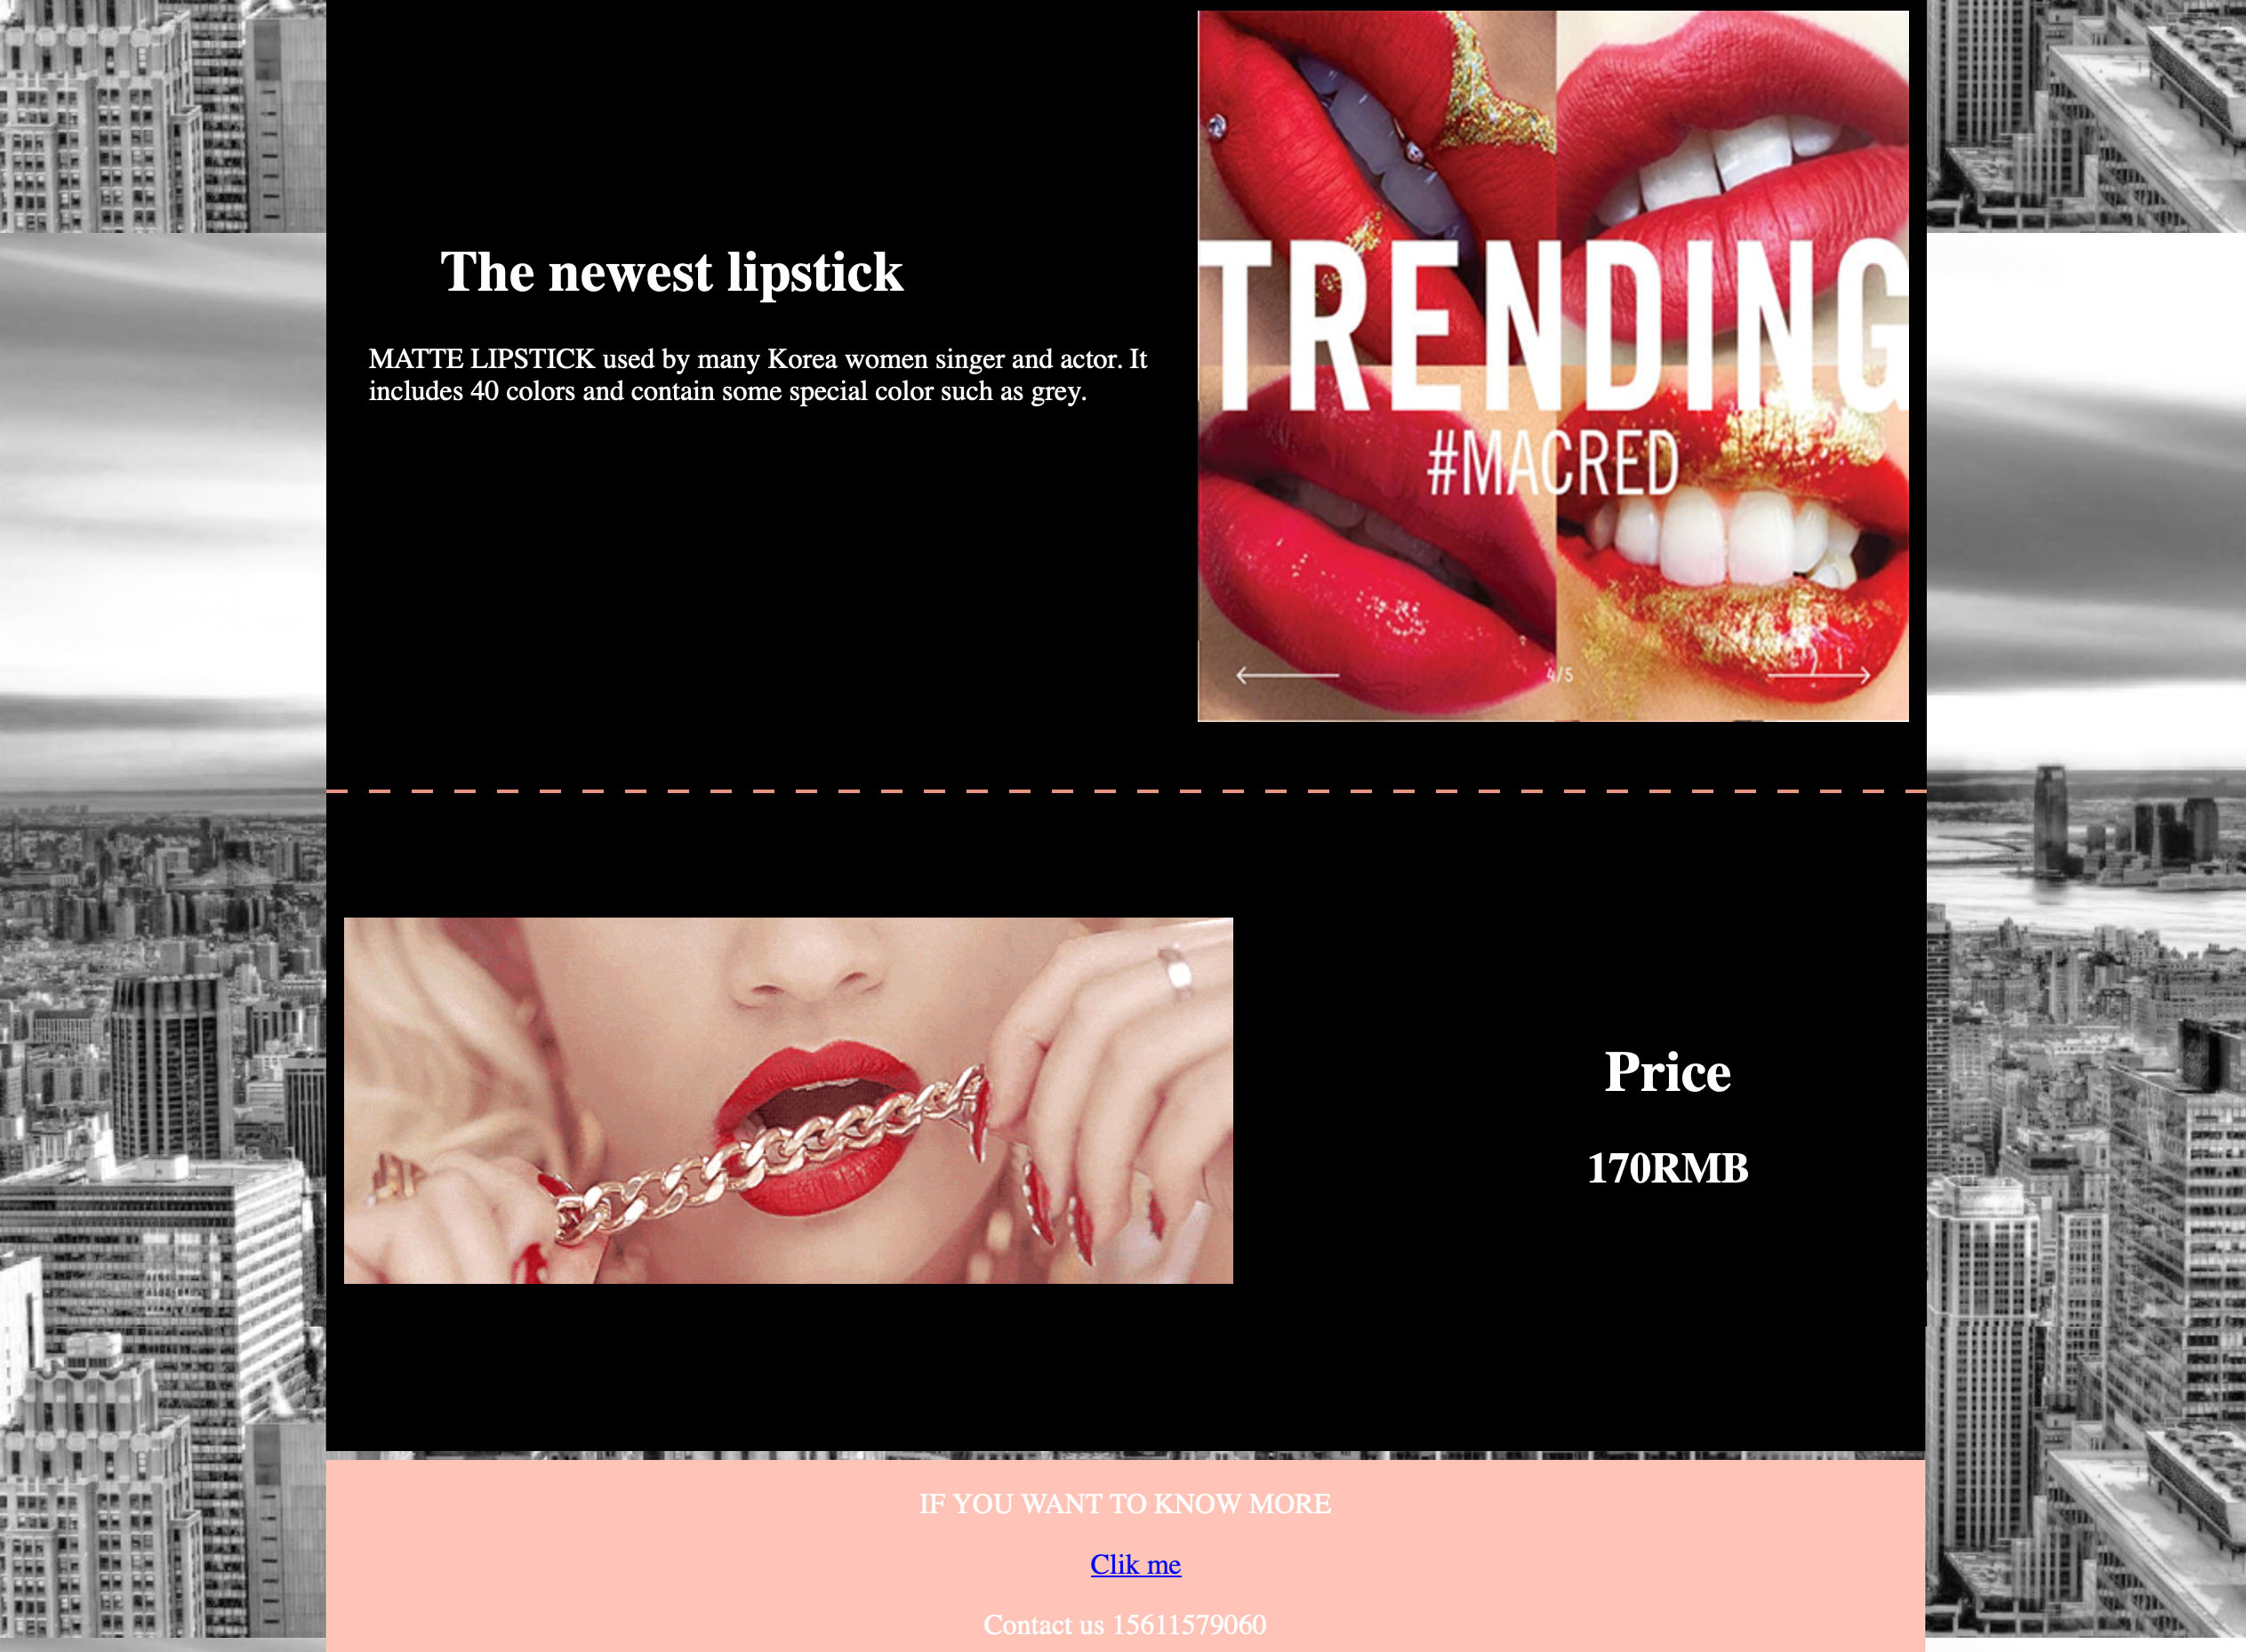 The newest lipstick
MATTE LIPSTICK used by many Korea women singer and actor. It
includes 40 colors and contain some special color such as grey.
TRENDING
#MACRED
4/5
Price
170RMB
IF YOU WANT TO KNOW MORE
Clik me
Contact us 15611579060